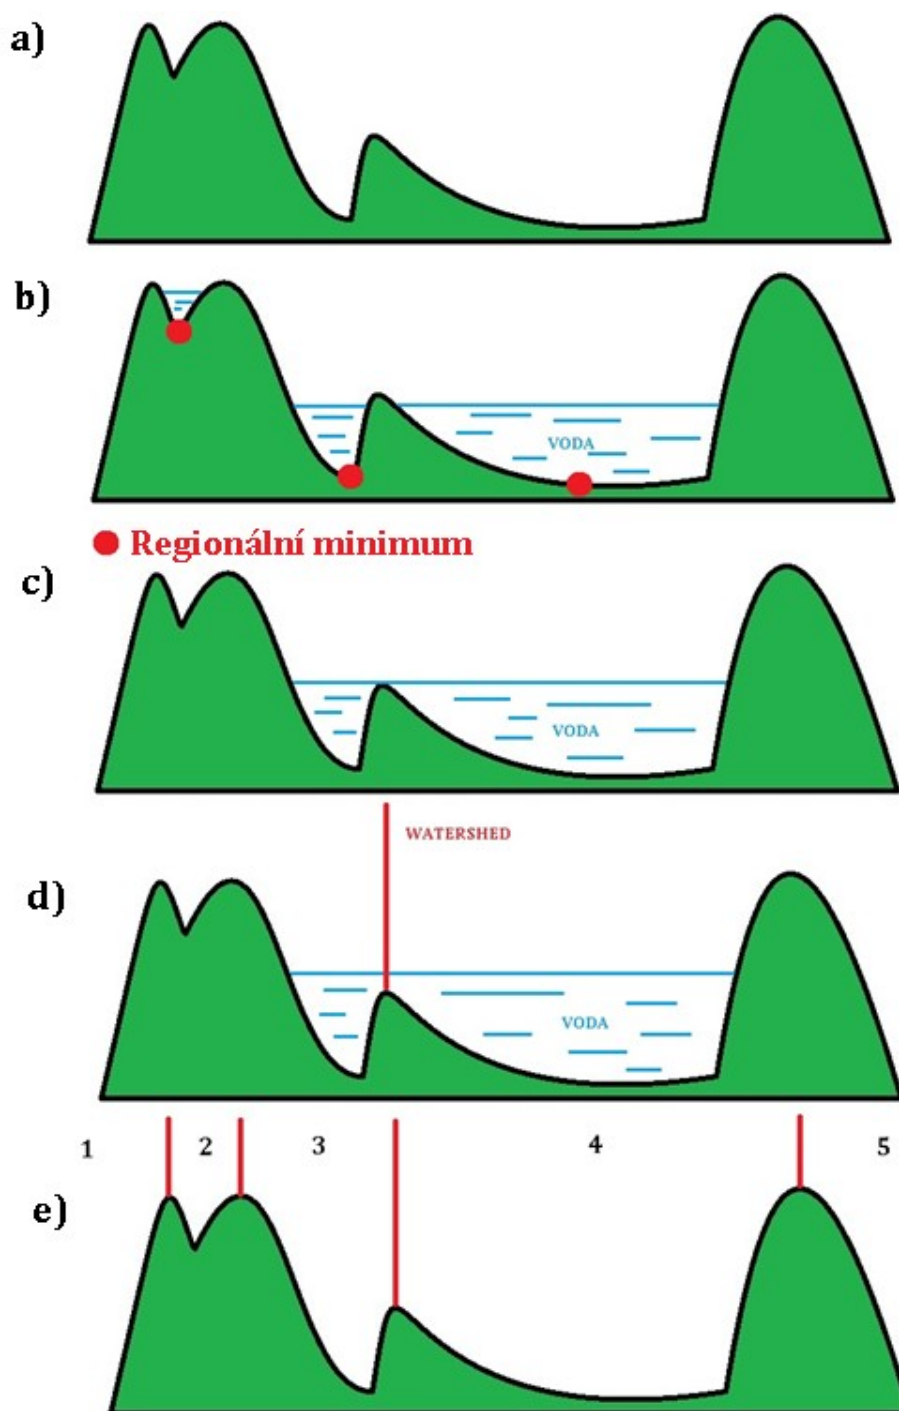 a)
b)
VODA
Regionální minimum
c)
VODA
WATERSHED
d)
VODA
1 2 3 4 5
e)